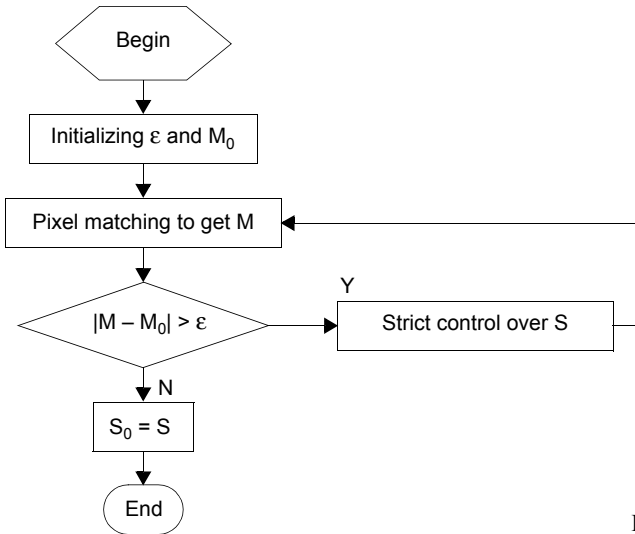 Begin
Initializing ε and M₀
Pixel matching to get M
Y
|M – M₀| > ε
Strict control over S
N
S₀ = S
End